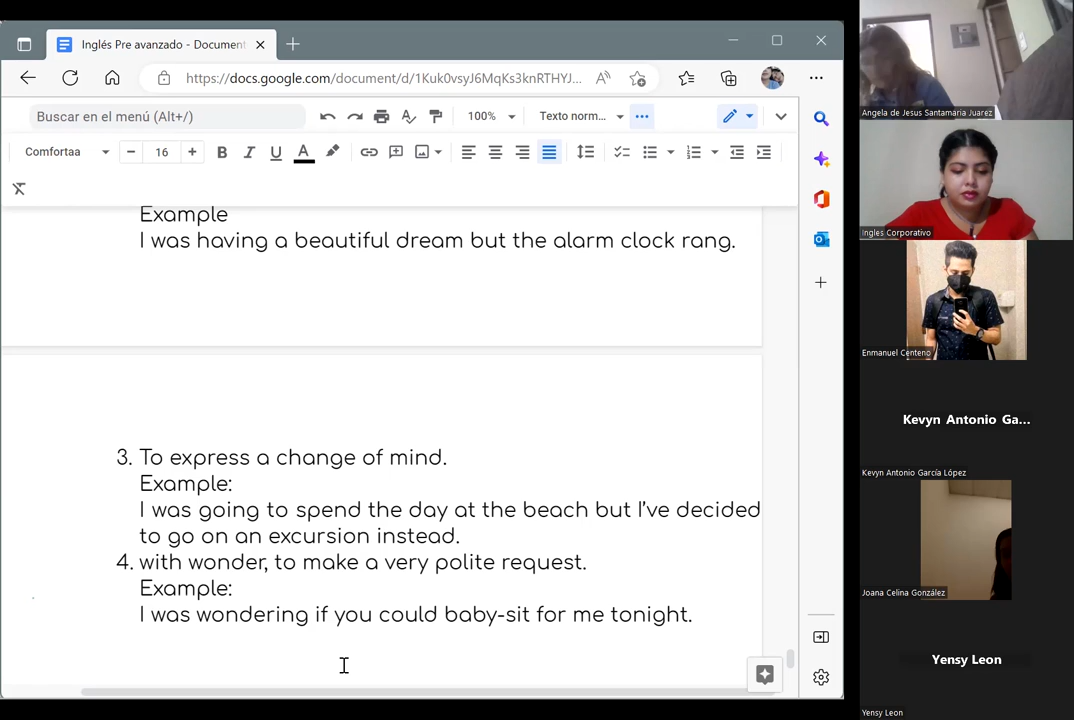 Inglés Pre avanzado - Document
https://docs.google.com/document/d/1Kuk0vsyJ6MqKs3knRTHYJ...
Buscar en el menú (Alt+/)
100%
Texto norm...
Comfortaa
16
Example
I was having a beautiful dream but the alarm clock rang.
3. To express a change of mind.
Example:
I was going to spend the day at the beach but I've decided
to go on an excursion instead.
4. with wonder, to make a very polite request.
Example:
I was wondering if you could baby-sit for me tonight.
Angela de Jesus Santamaria Juarez
Ingles Corporativo
Enmanuel Centeno
Kevyn Antonio Ga...
Kevyn Antonio García López
Joana Celina González
Yensy Leon
Yensy Leon